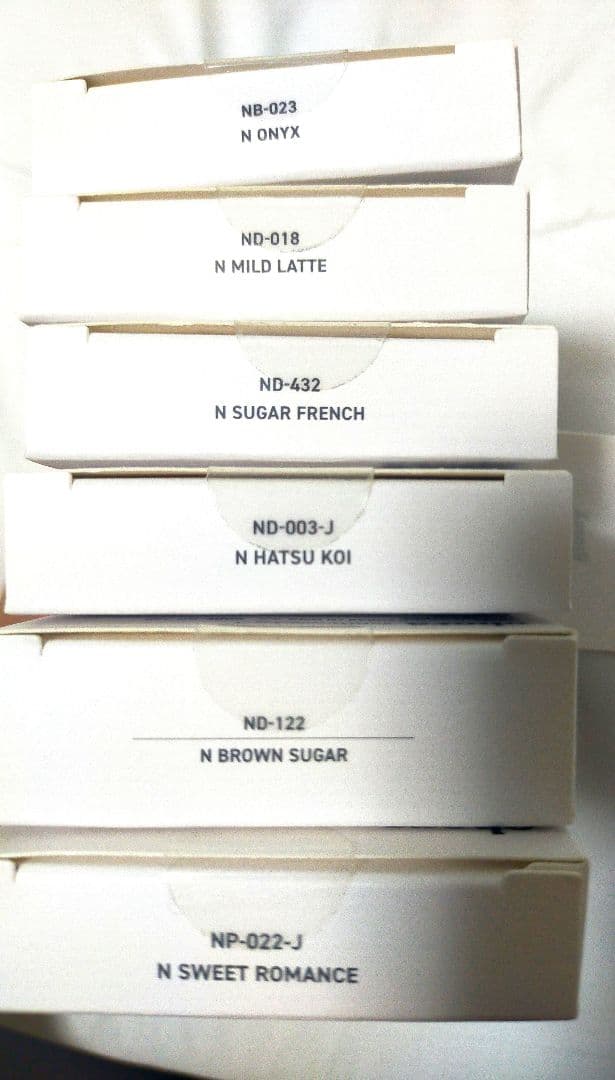 NB-023
N ONYX
ND-018
N MILD LATTE
ND-432
N SUGAR FRENCH
ND-003-J
N HATSU KOI
ND-122
N BROWN SUGAR
NP-022-J
N SWEET ROMANCE